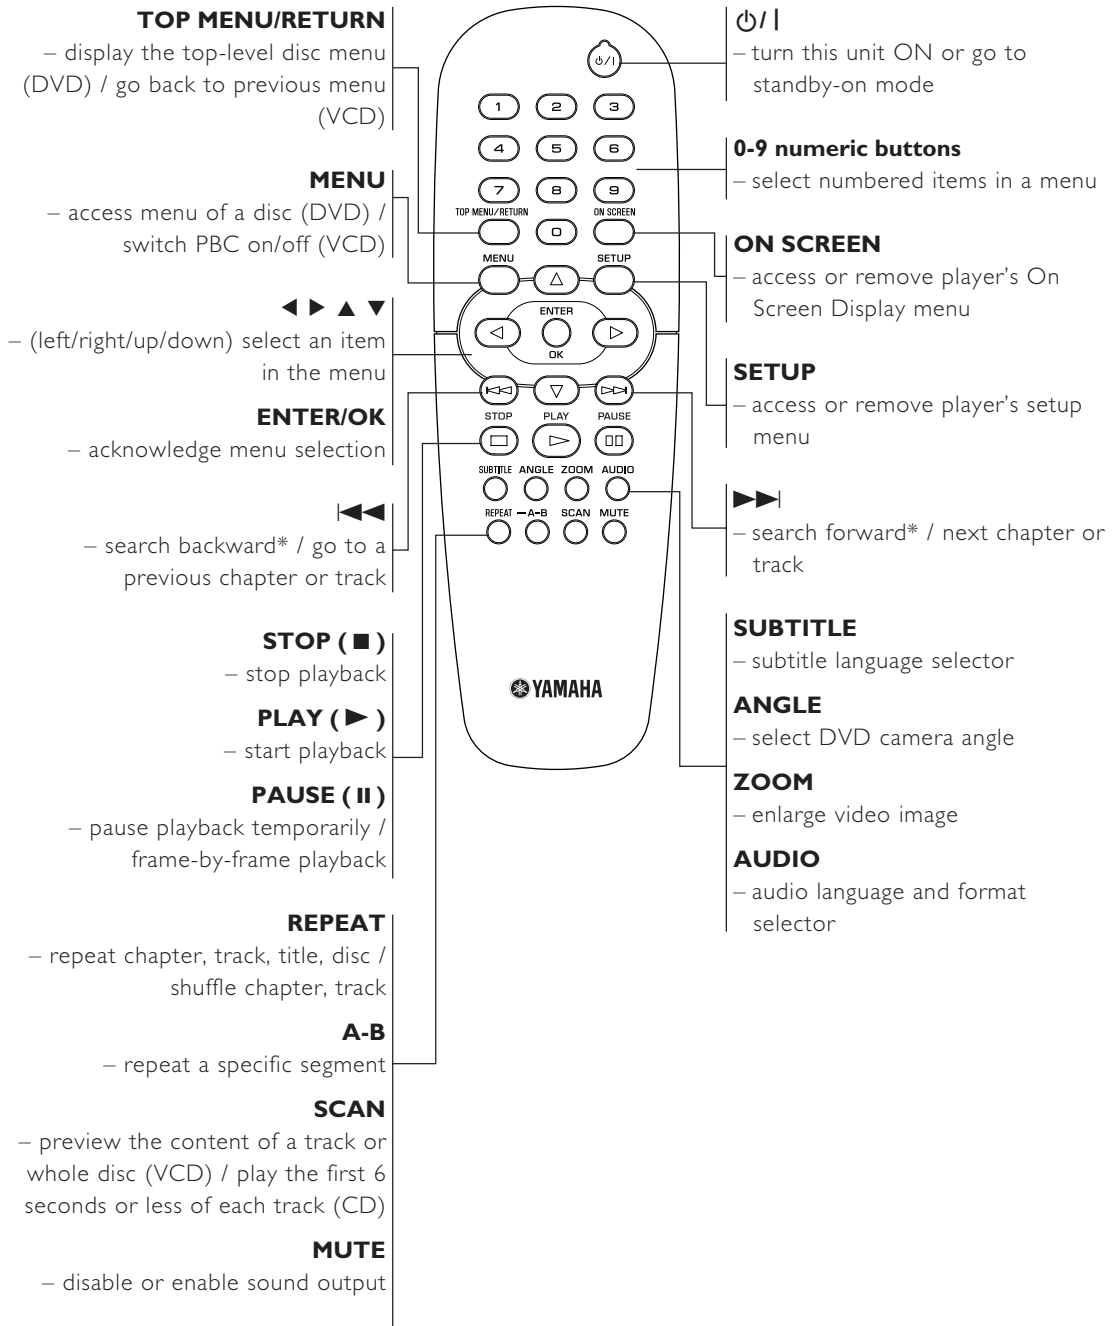 TOP MENU/RETURN
– display the top-level disc menu
(DVD) / go back to previous menu
(VCD)
MENU
– access menu of a disc (DVD) /
switch PBC on/off (VCD)
◀ ▶ ▲ ▼
– (left/right/up/down) select an item
in the menu
ENTER/OK
– acknowledge menu selection
|◀◀
– search backward* / go to a
previous chapter or track
STOP ( ■ )
– stop playback
PLAY ( ▶ )
– start playback
PAUSE ( II )
– pause playback temporarily /
frame-by-frame playback
REPEAT
– repeat chapter, track, title, disc /
shuffle chapter, track
A-B
– repeat a specific segment
SCAN
– preview the content of a track or
whole disc (VCD) / play the first 6
seconds or less of each track (CD)
MUTE
– disable or enable sound output
⏻/|
1 2 3
4 5 6
7 8 9
TOP MENU/RETURN 0 ON SCREEN
MENU SETUP
ENTER
OK
STOP PLAY PAUSE
SUBTITLE ANGLE ZOOM AUDIO
REPEAT – A-B SCAN MUTE
YAMAHA
⏻/|
– turn this unit ON or go to
standby-on mode
0-9 numeric buttons
– select numbered items in a menu
ON SCREEN
– access or remove player's On
Screen Display menu
SETUP
– access or remove player's setup
menu
▶▶|
– search forward* / next chapter or
track
SUBTITLE
– subtitle language selector
ANGLE
– select DVD camera angle
ZOOM
– enlarge video image
AUDIO
– audio language and format
selector